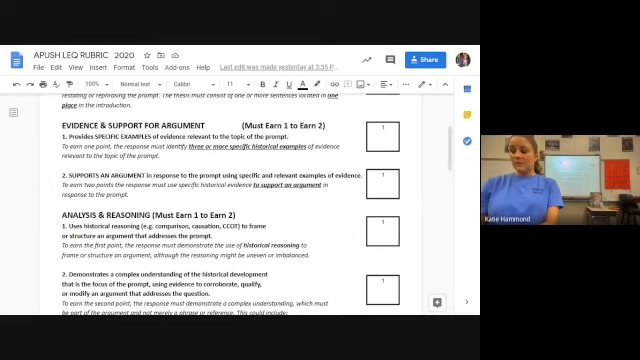 APUSH LEQ RUBRIC 2020
File Edit View Insert Format Tools Add-ons Help
Last edit was made yesterday at 3:35 P
Share
100% Normal text Calibri 11 B I U A
restating or rephrasing the prompt. The thesis must consist of one or more sentences located in one
place in the introduction.
EVIDENCE & SUPPORT FOR ARGUMENT (Must Earn 1 to Earn 2)
1
1. Provides SPECIFIC EXAMPLES of evidence relevant to the topic of the prompt.
To earn one point, the response must identify three or more specific historical examples of evidence
relevant to the topic of the prompt.
1
2. SUPPORTS AN ARGUMENT in response to the prompt using specific and relevant examples of evidence.
To earn two points the response must use specific historical evidence to support an argument in
response to the prompt.
ANALYSIS & REASONING (Must Earn 1 to Earn 2)
1
1. Uses historical reasoning (e.g. comparison, causation, CCOT) to frame
or structure an argument that addresses the prompt.
To earn the first point, the response must demonstrate the use of historical reasoning to
frame or structure an argument, although the reasoning might be uneven or imbalanced.
1
2. Demonstrates a complex understanding of the historical development
that is the focus of the prompt, using evidence to corroborate, qualify,
or modify an argument that addresses the question.
To earn the second point, the response must demonstrate a complex understanding, which must
be part of the argument and not merely a phrase or reference. This could include:
Katie Hammond